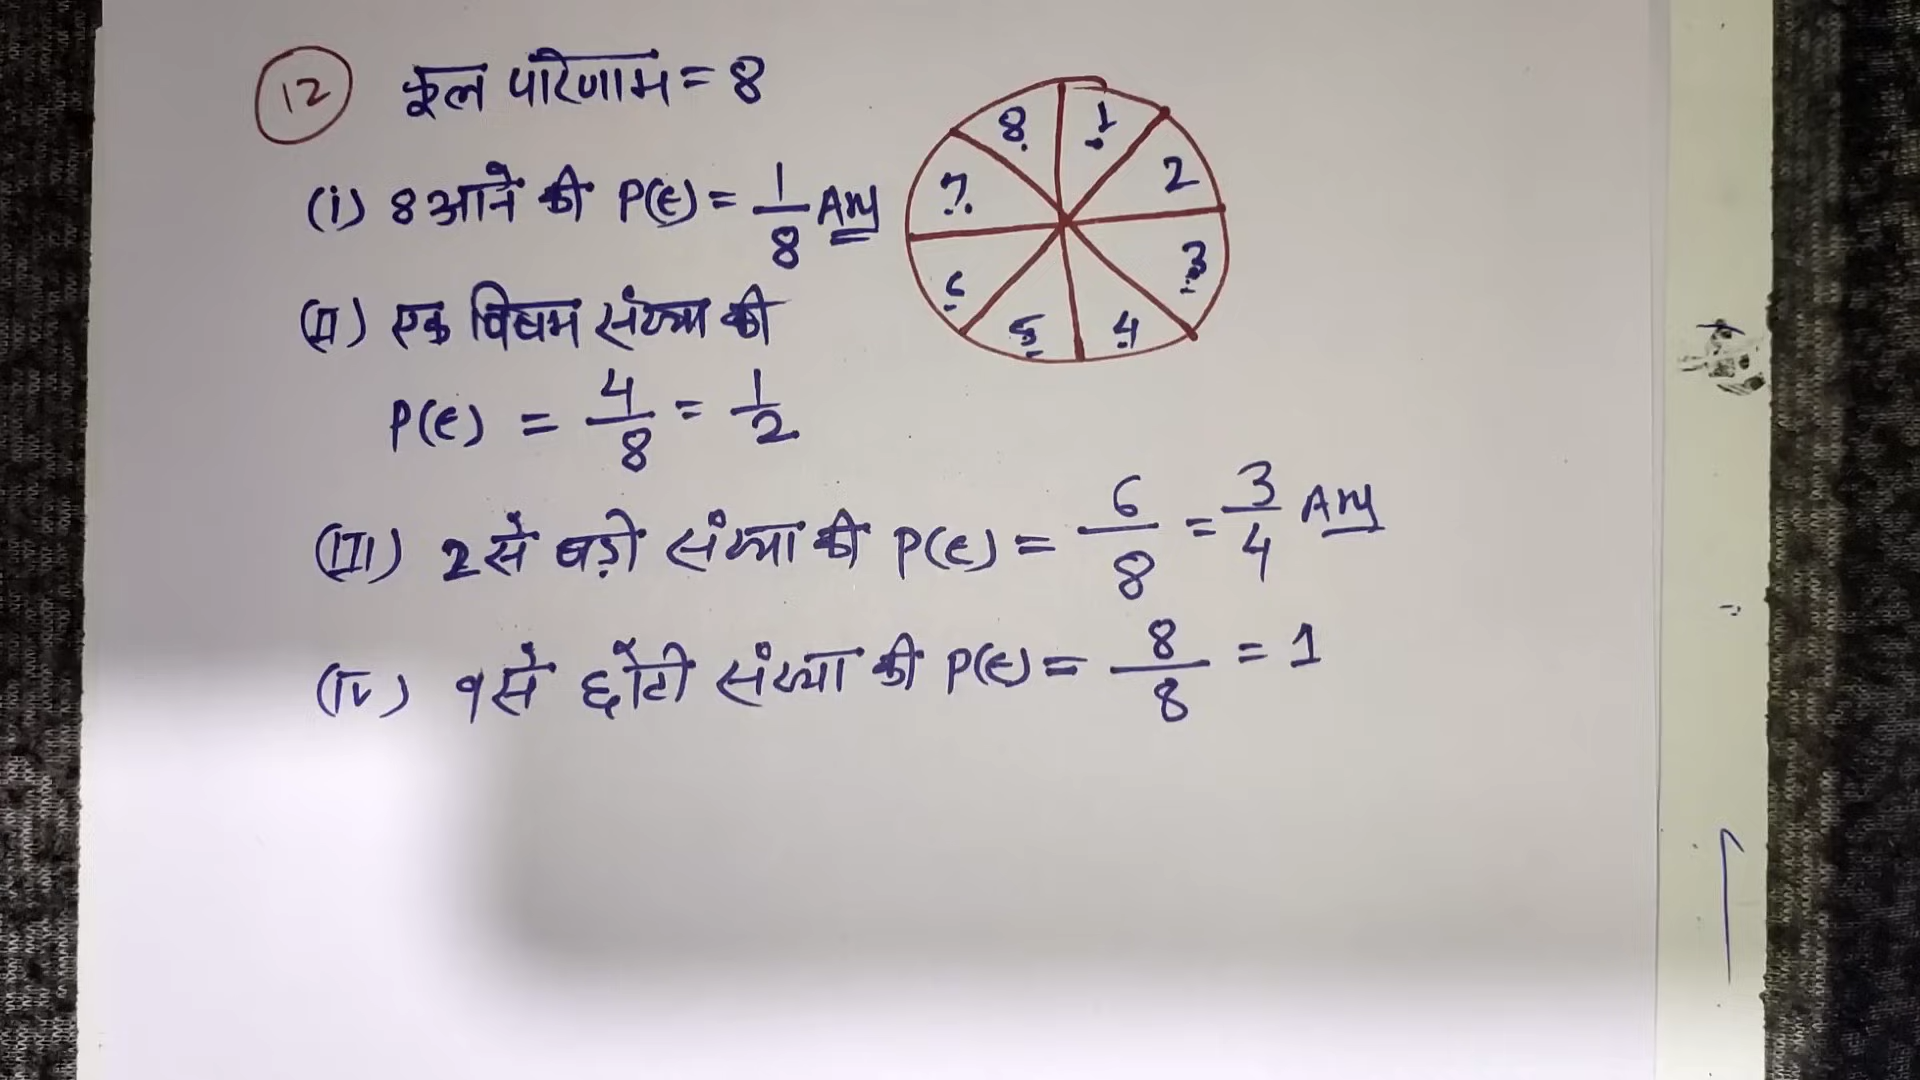 12 कुल परिणाम = 8
(i) 8 आने की P(E) = 1/8 Ans
(II) एक विषम संख्या की
P(E) = 4/8 = 1/2
(III) 2 से बड़ी संख्या की P(E) = 6/8 = 3/4 Ans
(IV) 9 से छोटी संख्या की P(E) = 8/8 = 1
8 1
7 2
6 3
5 4